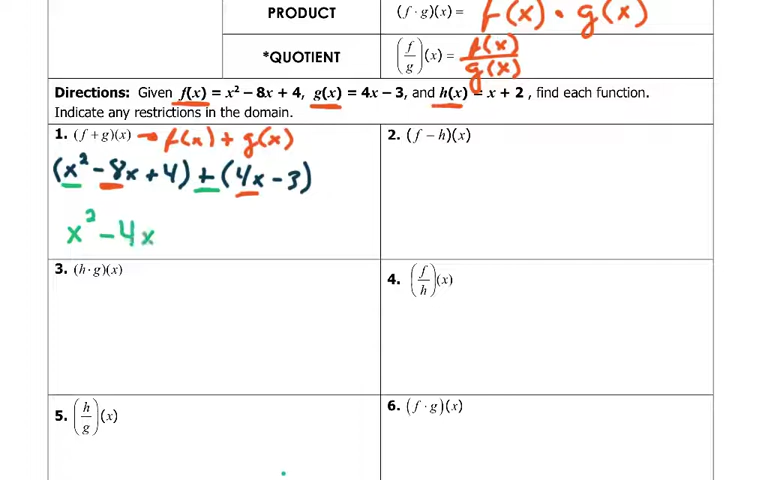 PRODUCT
(f · g)(x) = f(x) · g(x)
*QUOTIENT
(f/g)(x) = f(x)/g(x)
Directions: Given f(x) = x² − 8x + 4, g(x) = 4x − 3, and h(x) = x + 2, find each function.
Indicate any restrictions in the domain.
1. (f + g)(x) → f(x) + g(x)
(x² - 8x + 4) + (4x - 3)
x² - 4x
2. (f − h)(x)
3. (h · g)(x)
4. (f/h)(x)
5. (h/g)(x)
6. (f · g)(x)